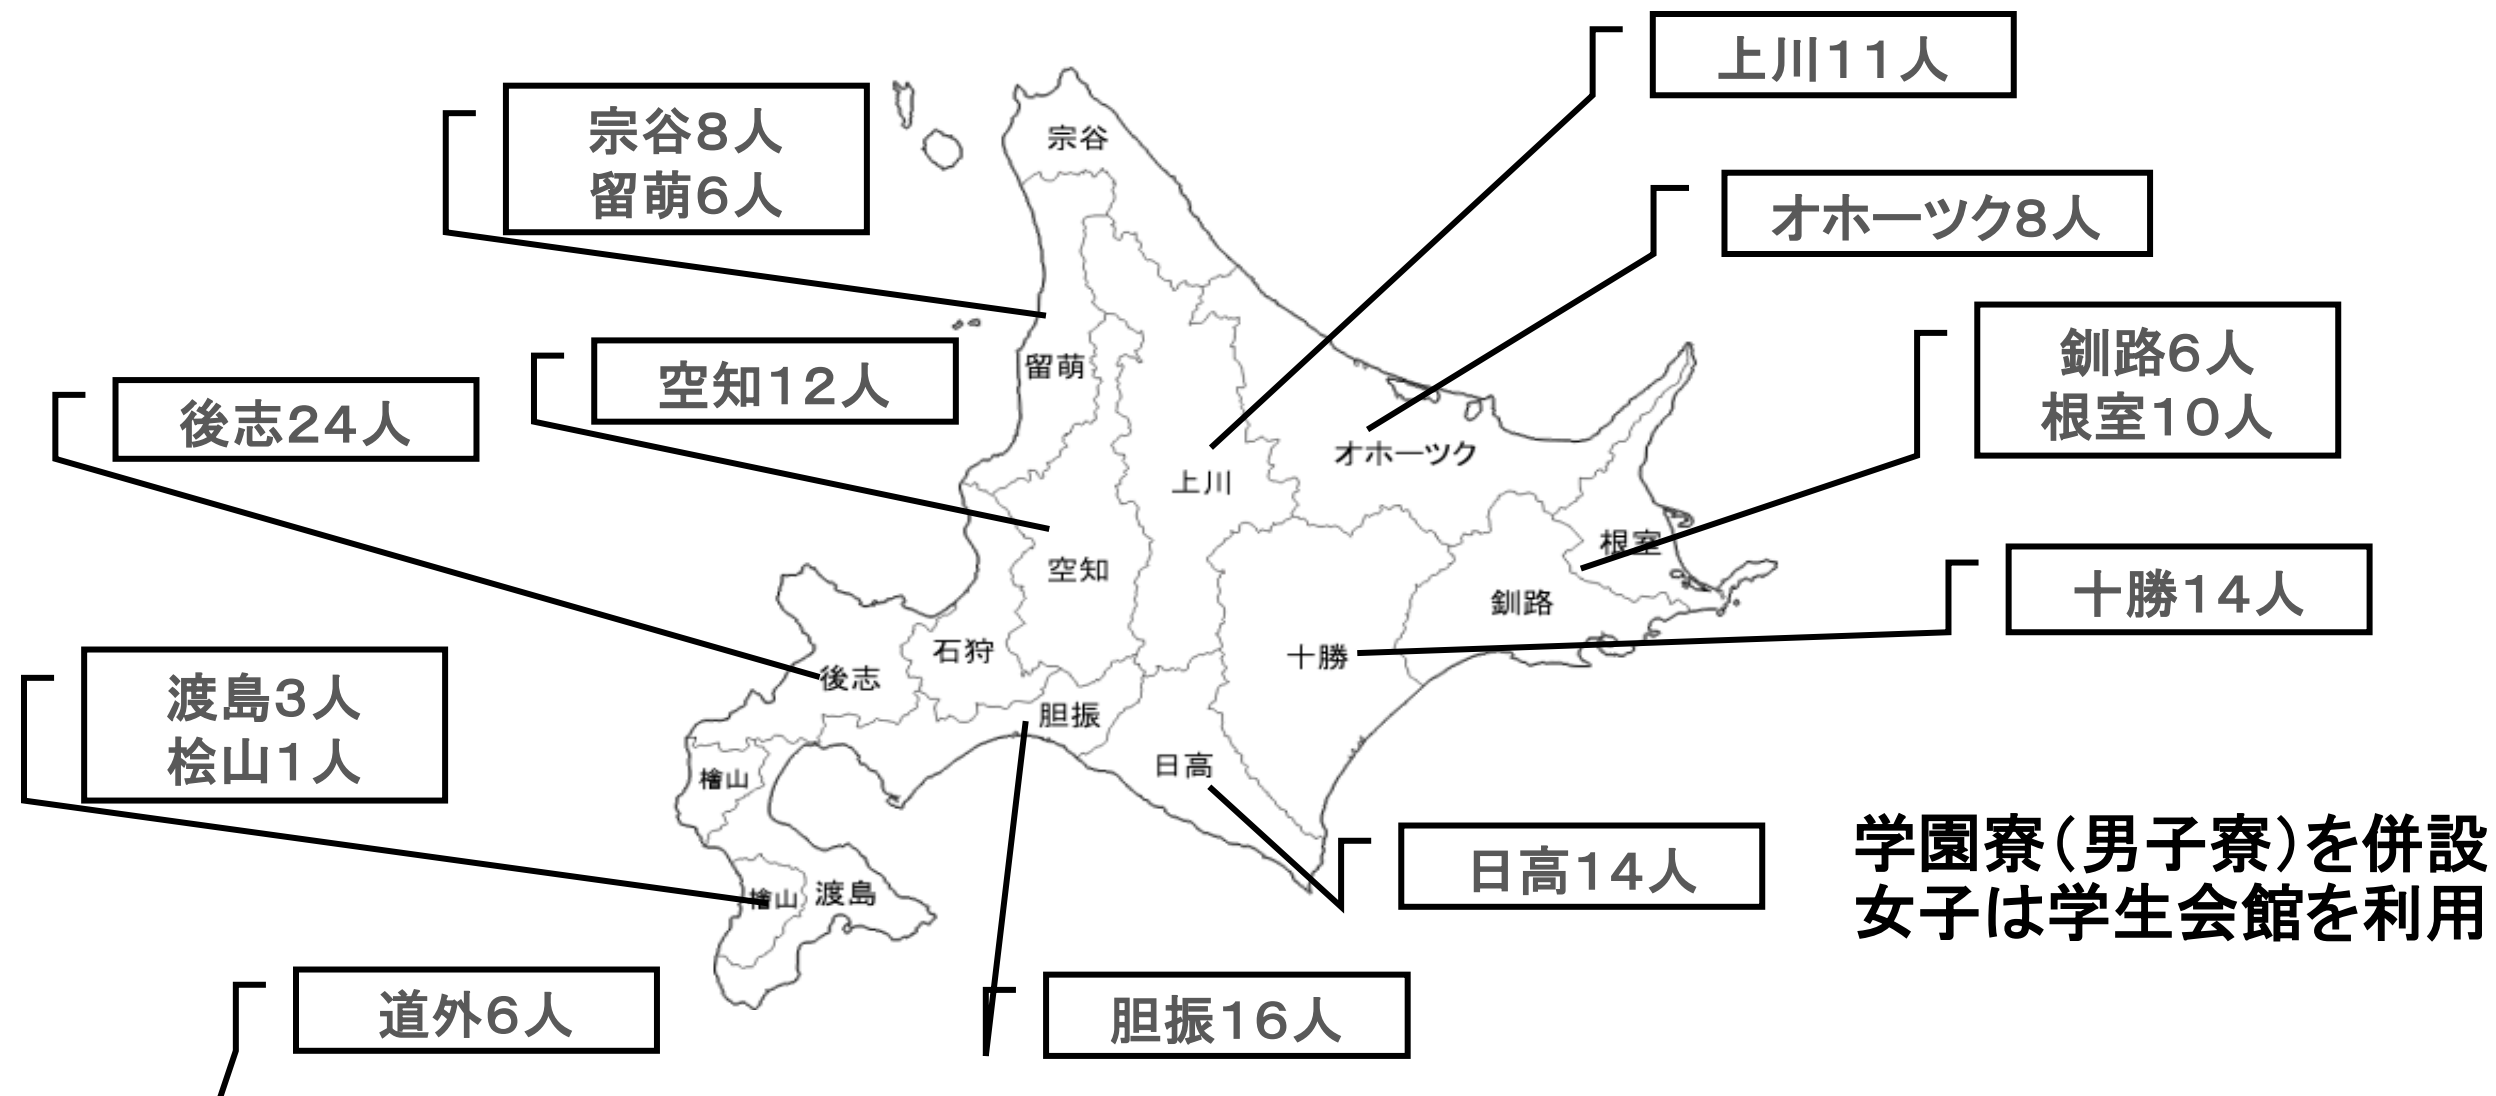 上川11人
宗谷8人
留萌6人
宗谷
オホーツク8人
釧路6人
根室10人
空知12人
留萌
後志24人
オホーツク
上川
根室
空知
十勝14人
釧路
石狩
十勝
後志
渡島3人
桧山1人
胆振
日高
檜山
学園寮(男子寮)を併設
女子は学生会館を利用
日高14人
檜山
渡島
道外6人
胆振16人